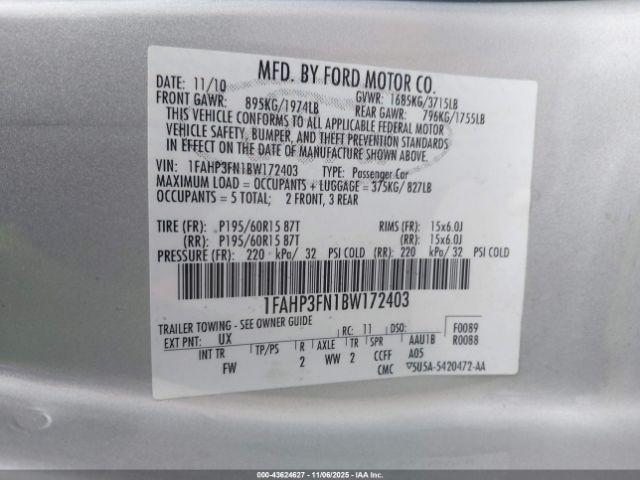 MFD. BY FORD MOTOR CO.
DATE: 11/10 GVWR: 1685KG/3715LB
FRONT GAWR: 895KG/1974LB REAR GAWR: 796KG/1755LB
THIS VEHICLE CONFORMS TO ALL APPLICABLE FEDERAL MOTOR
VEHICLE SAFETY, BUMPER, AND THEFT PREVENTION STANDARDS
IN EFFECT ON THE DATE OF MANUFACTURE SHOWN ABOVE.
VIN: 1FAHP3FN1BW172403 TYPE: Passenger Car
MAXIMUM LOAD = OCCUPANTS + LUGGAGE = 375KG/ 827LB
OCCUPANTS = 5 TOTAL; 2 FRONT, 3 REAR
TIRE (FR): P195/60R15 87T RIMS (FR): 15x6.0J
(RR): P195/60R15 87T (RR): 15x6.0J
PRESSURE (FR): 220 kPa/ 32 PSI COLD (RR): 220 kPa/ 32 PSI COLD
1FAHP3FN1BW172403
TRAILER TOWING - SEE OWNER GUIDE
EXT PNT: UX RC: 11 DSO: F0089
INT TR TP/PS R AXLE TR SPR AAU1B R0088
FW 2 WW 2 CCFF A05
CMC ▽5U5A-5420472-AA
000-43624627 - 11/06/2025 - IAAI.COM